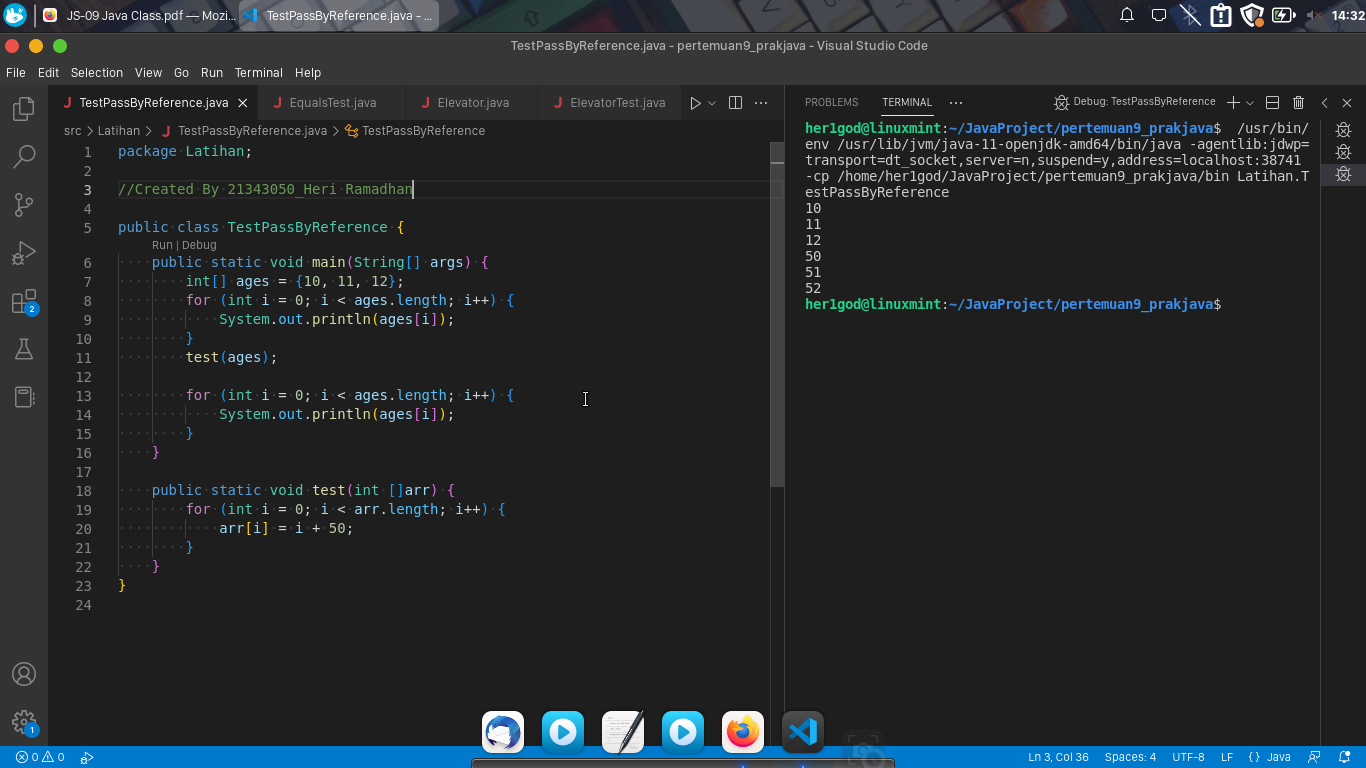 JS-09 Java Class.pdf — Mozi...
TestPassByReference.java - ...
14:32
TestPassByReference.java - pertemuan9_prakjava - Visual Studio Code
File Edit Selection View Go Run Terminal Help
TestPassByReference.java EqualsTest.java Elevator.java ElevatorTest.java
src > Latihan > TestPassByReference.java > TestPassByReference
1 package Latihan;
2
3 //Created By 21343050_Heri Ramadhan
4
5 public class TestPassByReference {
Run | Debug
6 public static void main(String[] args) {
7 int[] ages = {10, 11, 12};
8 for (int i = 0; i < ages.length; i++) {
9 System.out.println(ages[i]);
10 }
11 test(ages);
12
13 for (int i = 0; i < ages.length; i++) {
14 System.out.println(ages[i]);
15 }
16 }
17
18 public static void test(int []arr) {
19 for (int i = 0; i < arr.length; i++) {
20 arr[i] = i + 50;
21 }
22 }
23 }
24
PROBLEMS TERMINAL ... Debug: TestPassByReference
her1god@linuxmint:~/JavaProject/pertemuan9_prakjava$ /usr/bin/
env /usr/lib/jvm/java-11-openjdk-amd64/bin/java -agentlib:jdwp=
transport=dt_socket,server=n,suspend=y,address=localhost:38741
-cp /home/her1god/JavaProject/pertemuan9_prakjava/bin Latihan.T
estPassByReference
10
11
12
50
51
52
her1god@linuxmint:~/JavaProject/pertemuan9_prakjava$
2
1
0 0
Ln 3, Col 36 Spaces: 4 UTF-8 LF {} Java